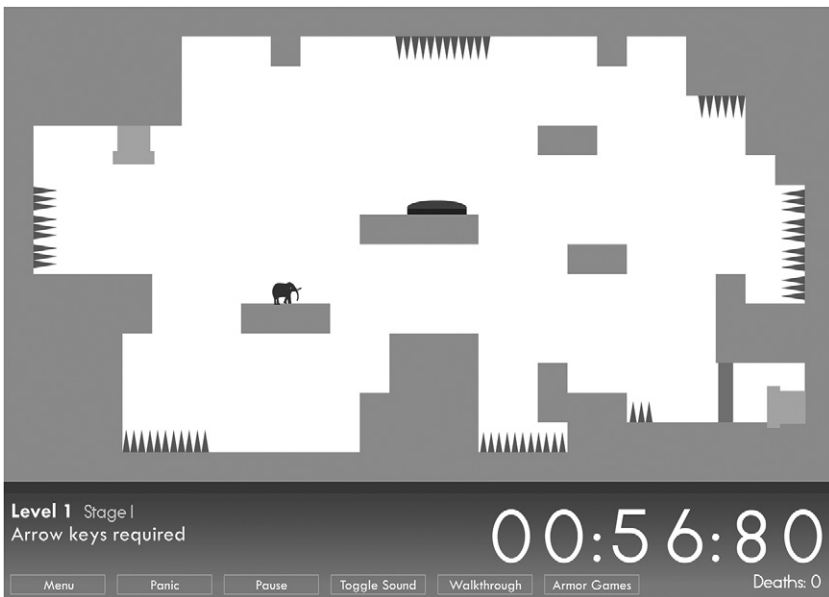 Level 1 Stage I
Arrow keys required
00:56:80
Menu
Panic
Pause
Toggle Sound
Walkthrough
Armor Games
Deaths: 0